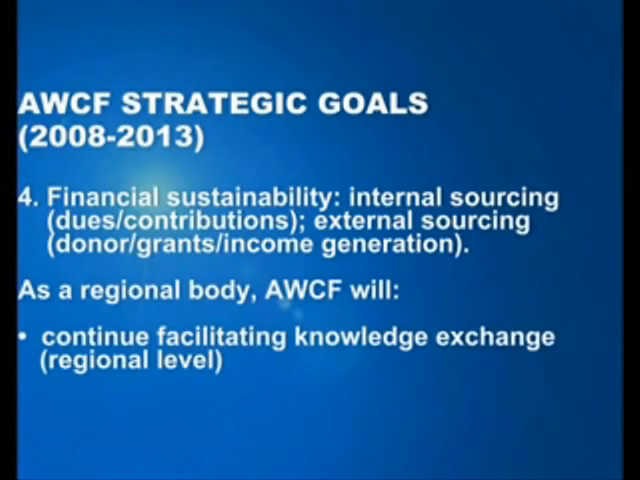 AWCF STRATEGIC GOALS
(2008-2013)
4. Financial sustainability: internal sourcing
(dues/contributions); external sourcing
(donor/grants/income generation).
As a regional body, AWCF will:
• continue facilitating knowledge exchange
(regional level)